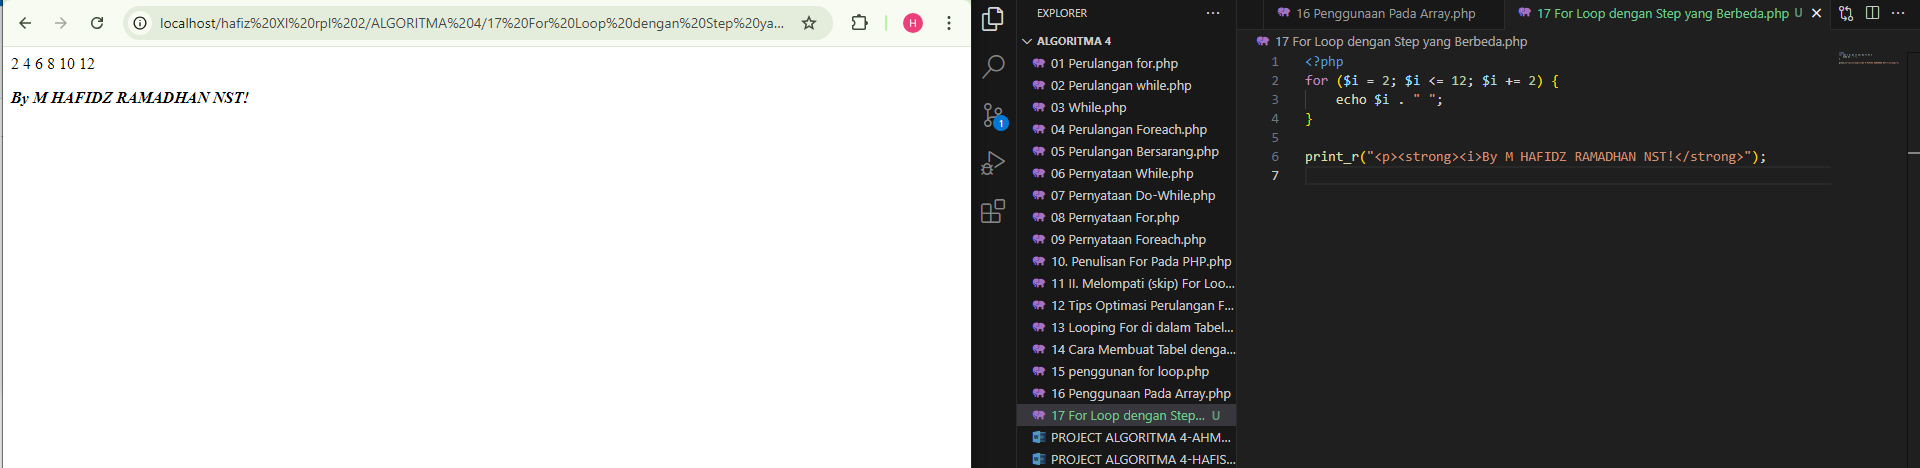 localhost/hafiz%20XI%20rpl%202/ALGORITMA%204/17%20For%20Loop%20dengan%20Step%20ya...
H
2 4 6 8 10 12
By M HAFIDZ RAMADHAN NST!
1
EXPLORER
ALGORITMA 4
01 Perulangan for.php
02 Perulangan while.php
03 While.php
04 Perulangan Foreach.php
05 Perulangan Bersarang.php
06 Pernyataan While.php
07 Pernyataan Do-While.php
08 Pernyataan For.php
09 Pernyataan Foreach.php
10. Penulisan For Pada PHP.php
11 II. Melompati (skip) For Loo...
12 Tips Optimasi Perulangan F...
13 Looping For di dalam Tabel...
14 Cara Membuat Tabel denga...
15 penggunan for loop.php
16 Penggunaan Pada Array.php
17 For Loop dengan Step... U
PROJECT ALGORITMA 4-AHM...
PROJECT ALGORITMA 4-HAFIS...
16 Penggunaan Pada Array.php
17 For Loop dengan Step yang Berbeda.php U
17 For Loop dengan Step yang Berbeda.php
1 <?php
2 for ($i = 2; $i <= 12; $i += 2) {
3 echo $i . " ";
4 }
5
6 print_r("<p><strong><i>By M HAFIDZ RAMADHAN NST!</strong>");
7